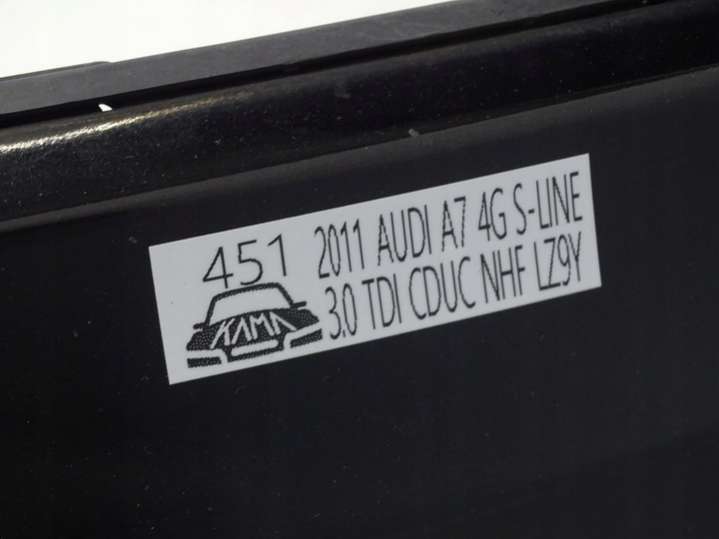 451
KAMA
2011 AUDI A7 4G S-LINE
3.0 TDI CDUC NHF LZ9Y